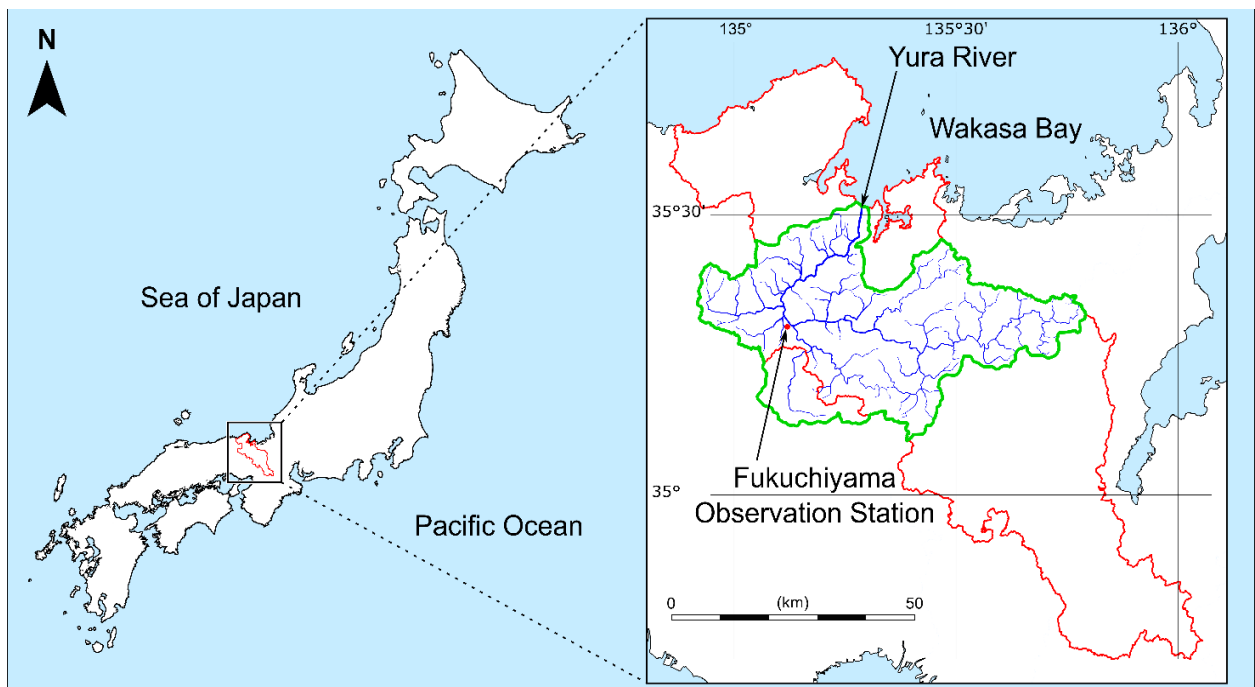 N
Sea of Japan
Pacific Ocean
135° 135°30' 136°
Yura River
Wakasa Bay
35°30'
Fukuchiyama
Observation Station
35°
0 (km) 50